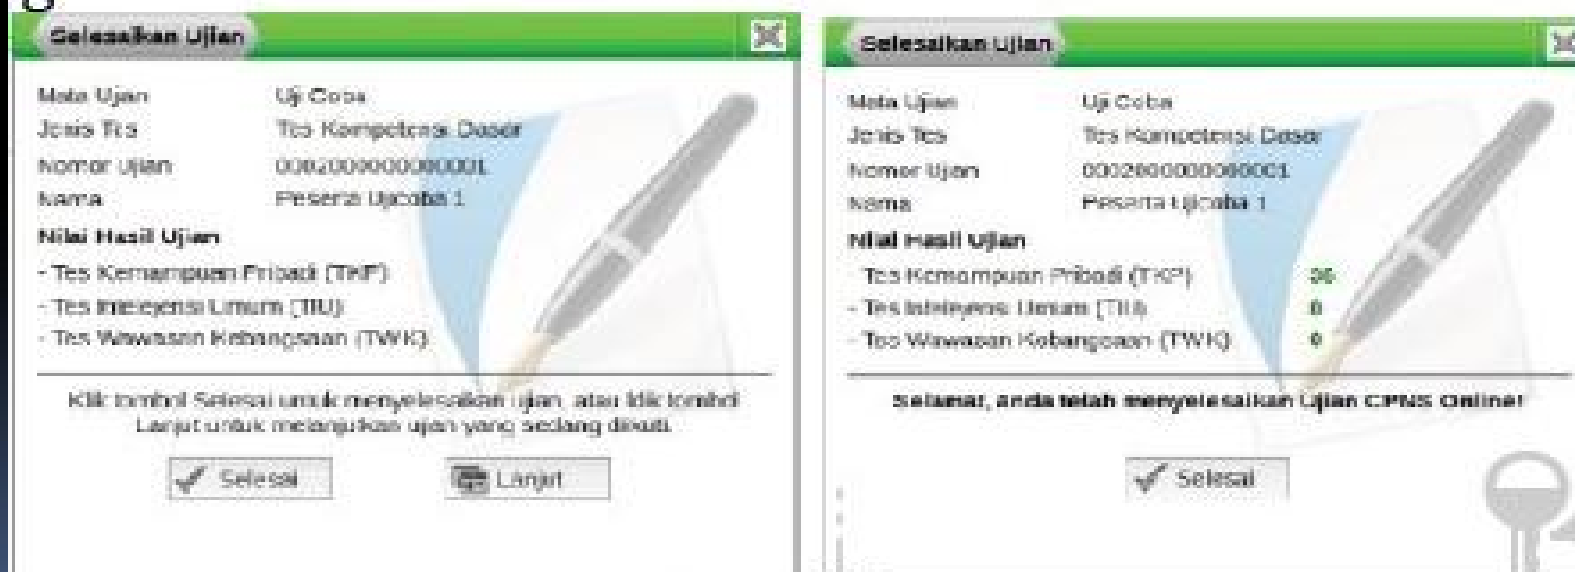 Selesaikan Ujian
Mata Ujian Uji Coba
Jenis Tes Tes Kompetensi Dasar
Nomor Ujian
Nama Peserta Ujicoba 1
Nilai Hasil Ujian
- Tes Kemampuan Pribadi (TKP)
- Tes Intelejensi Umum (TIU)
- Tes Wawasan Kebangsaan (TWK)
Klik tombol Selesai untuk menyelesaikan ujian, atau klik tombol
Lanjut untuk melanjutkan ujian yang sedang diikuti.
Selesai Lanjut
Selesaikan Ujian
Mata Ujian Uji Coba
Jenis Tes Tes Kompetensi Dasar
Nomor Ujian
Nama Peserta Ujicoba 1
Nilai Hasil Ujian
- Tes Kemampuan Pribadi (TKP)
- Tes Intelejensi Umum (TIU) 0
- Tes Wawasan Kebangsaan (TWK) 0
Selamat, anda telah menyelesaikan Ujian CPNS Online!
Selesai